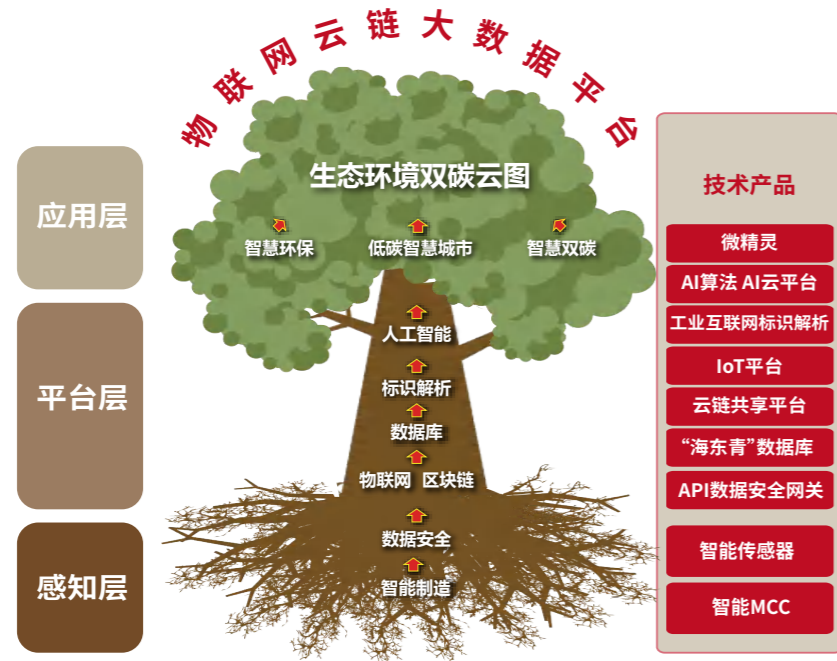 物联网云链大数据平台
生态环境双碳云图
智慧环保 低碳智慧城市 智慧双碳
人工智能
标识解析
数据库
物联网 区块链
数据安全
智能制造
应用层
平台层
感知层
技术产品
微精灵
AI算法 AI云平台
工业互联网标识解析
IoT平台
云链共享平台
“海东青”数据库
API数据安全网关
智能传感器
智能MCC